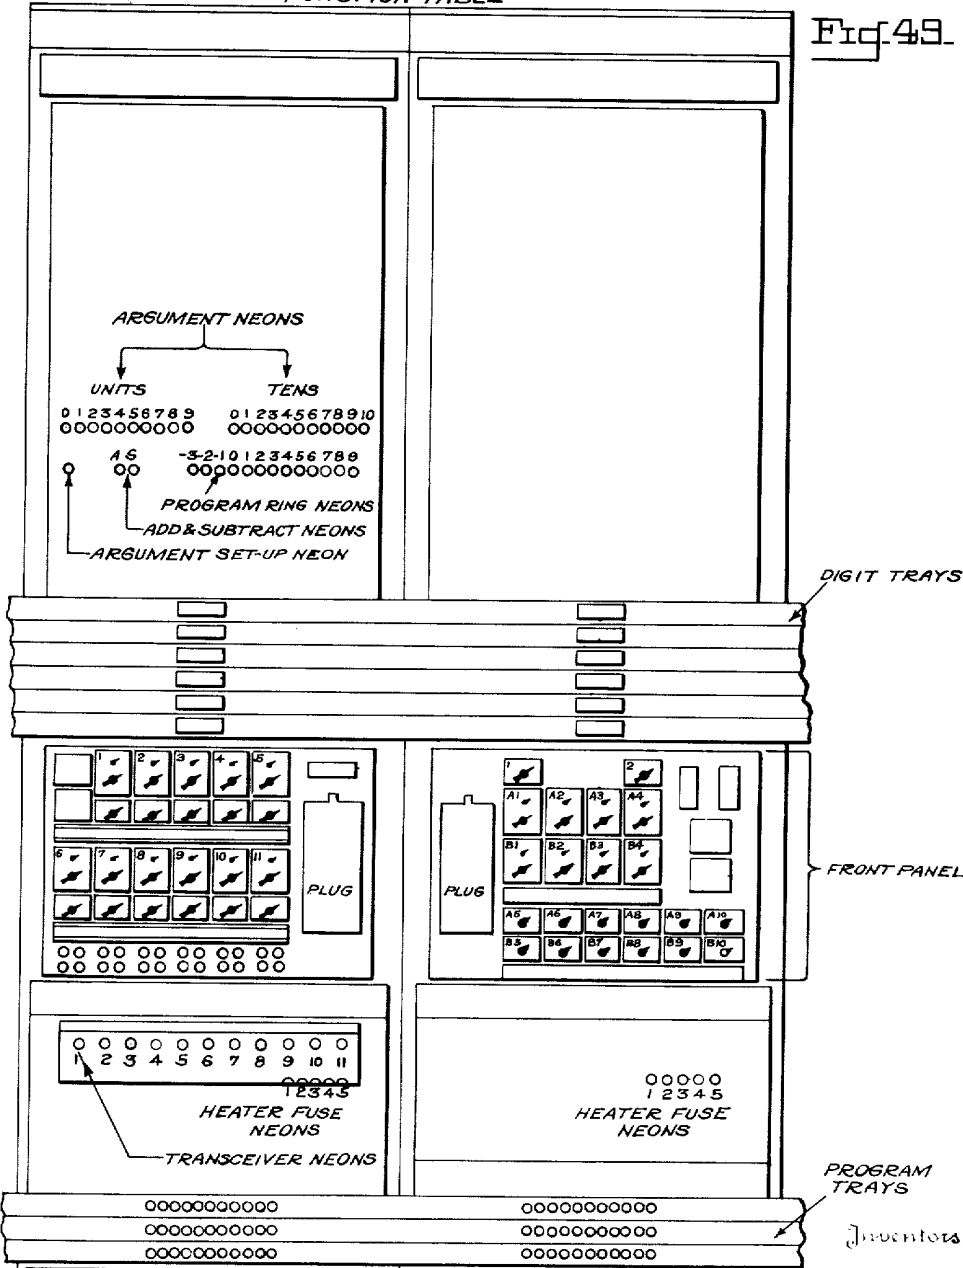 FUNCTION TABLE
Fig. 49.
ARGUMENT NEONS
UNITS TENS
0 1 2 3 4 5 6 7 8 9 0 1 2 3 4 5 6 7 8 9 10
A S -3-2-1 0 1 2 3 4 5 6 7 8 9
PROGRAM RING NEONS
ADD & SUBTRACT NEONS
ARGUMENT SET-UP NEON
DIGIT TRAYS
1 2 3 4 5 1 2
A1 A2 A3 A4
6 7 8 9 10 11 B1 B2 B3 B4
PLUG PLUG
FRONT PANEL
A5 A6 A7 A8 A9 A10
B5 B6 B7 B8 B9 B10
1 2 3 4 5 6 7 8 9 10 11
1 2 3 4 5 1 2 3 4 5
HEATER FUSE NEONS
HEATER FUSE NEONS
TRANSCEIVER NEONS
PROGRAM
TRAYS
Inventors